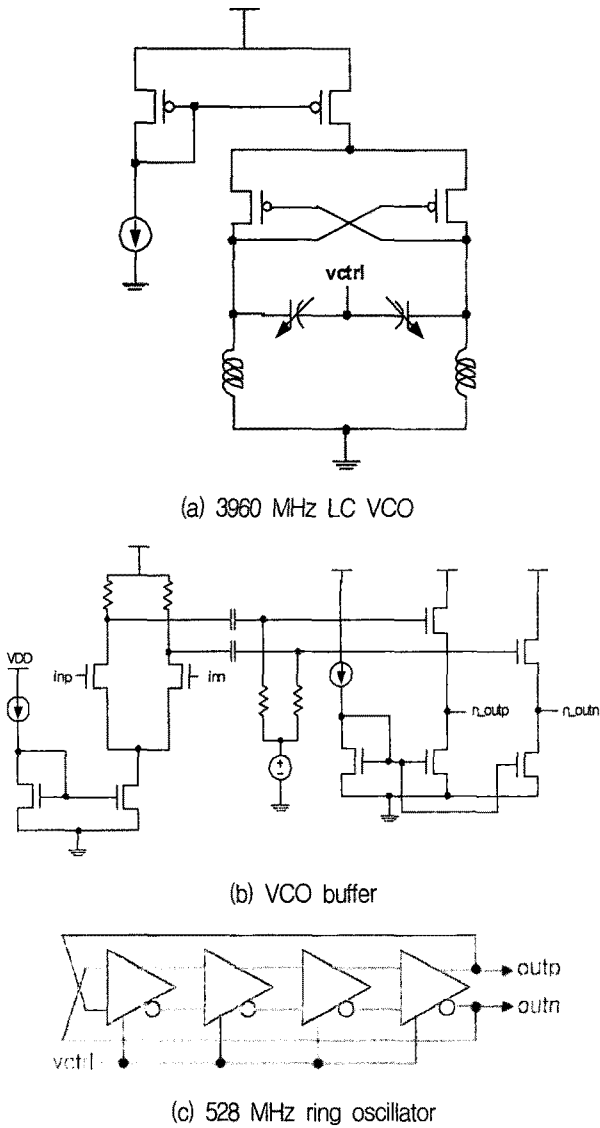 vctrl
(a) 3960 MHz LC VCO
VDD
inp
inn
n_outp
n_outn
(b) VCO buffer
outp
outn
vctrl
(c) 528 MHz ring oscillator